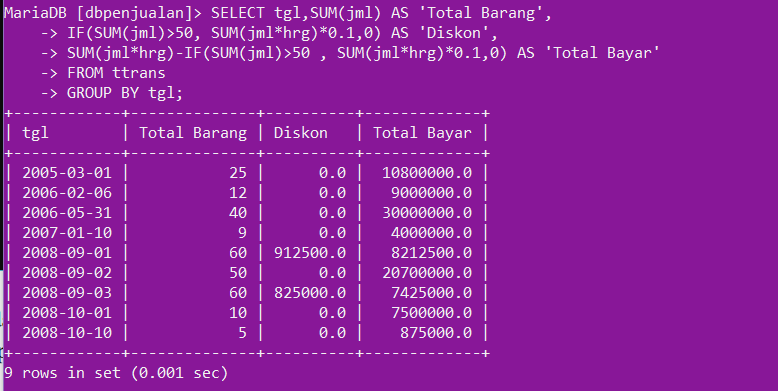 MariaDB [dbpenjualan]> SELECT tgl,SUM(jml) AS 'Total Barang',
    -> IF(SUM(jml)>50, SUM(jml*hrg)*0.1,0) AS 'Diskon',
    -> SUM(jml*hrg)-IF(SUM(jml)>50 , SUM(jml*hrg)*0.1,0) AS 'Total Bayar'
    -> FROM ttrans
    -> GROUP BY tgl;
+------------+--------------+----------+-------------+
| tgl        | Total Barang | Diskon   | Total Bayar |
+------------+--------------+----------+-------------+
| 2005-03-01 |           25 |      0.0 |  10800000.0 |
| 2006-02-06 |           12 |      0.0 |   9000000.0 |
| 2006-05-31 |           40 |      0.0 |  30000000.0 |
| 2007-01-10 |            9 |      0.0 |   4000000.0 |
| 2008-09-01 |           60 | 912500.0 |   8212500.0 |
| 2008-09-02 |           50 |      0.0 |  20700000.0 |
| 2008-09-03 |           60 | 825000.0 |   7425000.0 |
| 2008-10-01 |           10 |      0.0 |   7500000.0 |
| 2008-10-10 |            5 |      0.0 |    875000.0 |
+------------+--------------+----------+-------------+
9 rows in set (0.001 sec)